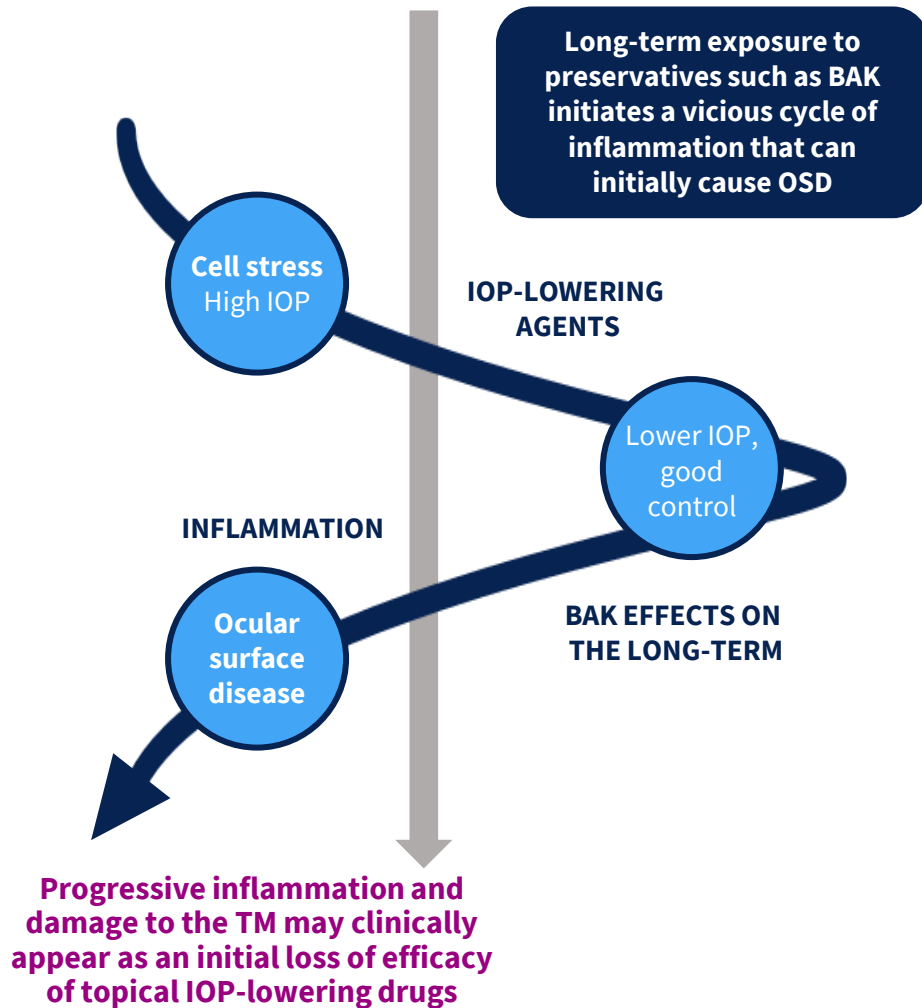 Long-term exposure to
preservatives such as BAK
initiates a vicious cycle of
inflammation that can
initially cause OSD
Cell stress
High IOP
IOP-LOWERING
AGENTS
Lower IOP,
good
control
INFLAMMATION
BAK EFFECTS ON
THE LONG-TERM
Ocular
surface
disease
Progressive inflammation and
damage to the TM may clinically
appear as an initial loss of efficacy
of topical IOP-lowering drugs